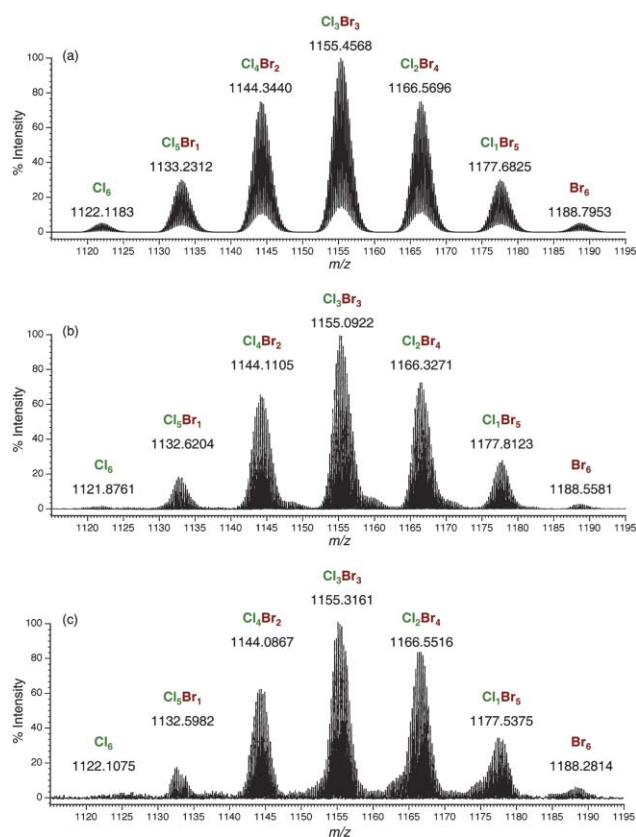 (a)
Cl3Br3
1155.4568
Cl4Br2
1144.3440
Cl2Br4
1166.5696
Cl5Br1
1133.2312
Cl1Br5
1177.6825
Cl6
1122.1183
Br6
1188.7953
% Intensity
100
80
60
40
20
0
1120 1125 1130 1135 1140 1145 1150 1155 1160 1165 1170 1175 1180 1185 1190 1195
m/z
(b)
Cl3Br3
1155.0922
Cl4Br2
1144.1105
Cl2Br4
1166.3271
Cl5Br1
1132.6204
Cl1Br5
1177.8123
Cl6
1121.8761
Br6
1188.5581
% Intensity
100
80
60
40
20
0
1120 1125 1130 1135 1140 1145 1150 1155 1160 1165 1170 1175 1180 1185 1190 1195
m/z
(c)
Cl3Br3
1155.3161
Cl4Br2
1144.0867
Cl2Br4
1166.5516
Cl5Br1
1132.5982
Cl1Br5
1177.5375
Cl6
1122.1075
Br6
1188.2814
% Intensity
100
80
60
40
20
0
1120 1125 1130 1135 1140 1145 1150 1155 1160 1165 1170 1175 1180 1185 1190 1195
m/z